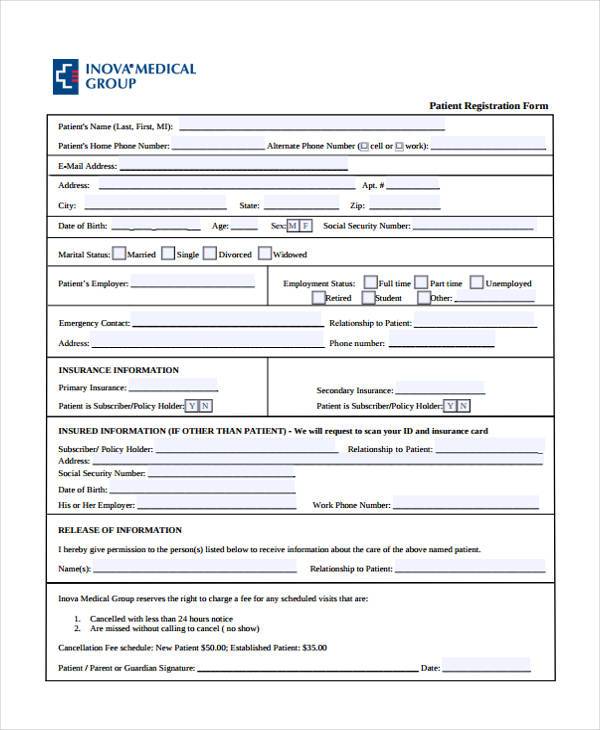 INOVA® MEDICAL
GROUP
Patient Registration Form
Patient's Name (Last, First, MI):
Patient's Home Phone Number: Alternate Phone Number ( cell or work):
E-Mail Address:
Address: Apt. #
City: State: Zip:
Date of Birth: Age: Sex: M F Social Security Number:
Marital Status: Married Single Divorced Widowed
Patient's Employer: Employment Status: Full time Part time Unemployed
Retired Student Other:
Emergency Contact: Relationship to Patient:
Address: Phone number:
INSURANCE INFORMATION
Primary Insurance: Secondary Insurance:
Patient is Subscriber/Policy Holder: Y N Patient is Subscriber/Policy Holder: Y N
INSURED INFORMATION (IF OTHER THAN PATIENT) - We will request to scan your ID and insurance card
Subscriber/ Policy Holder: Relationship to Patient:
Address:
Social Security Number:
Date of Birth:
His or Her Employer: Work Phone Number:
RELEASE OF INFORMATION
I hereby give permission to the person(s) listed below to receive information about the care of the above named patient.
Name(s): Relationship to Patient:
Inova Medical Group reserves the right to charge a fee for any scheduled visits that are:
1. Cancelled with less than 24 hours notice
2. Are missed without calling to cancel ( no show)
Cancellation Fee schedule: New Patient $50.00; Established Patient: $35.00
Patient / Parent or Guardian Signature: Date: